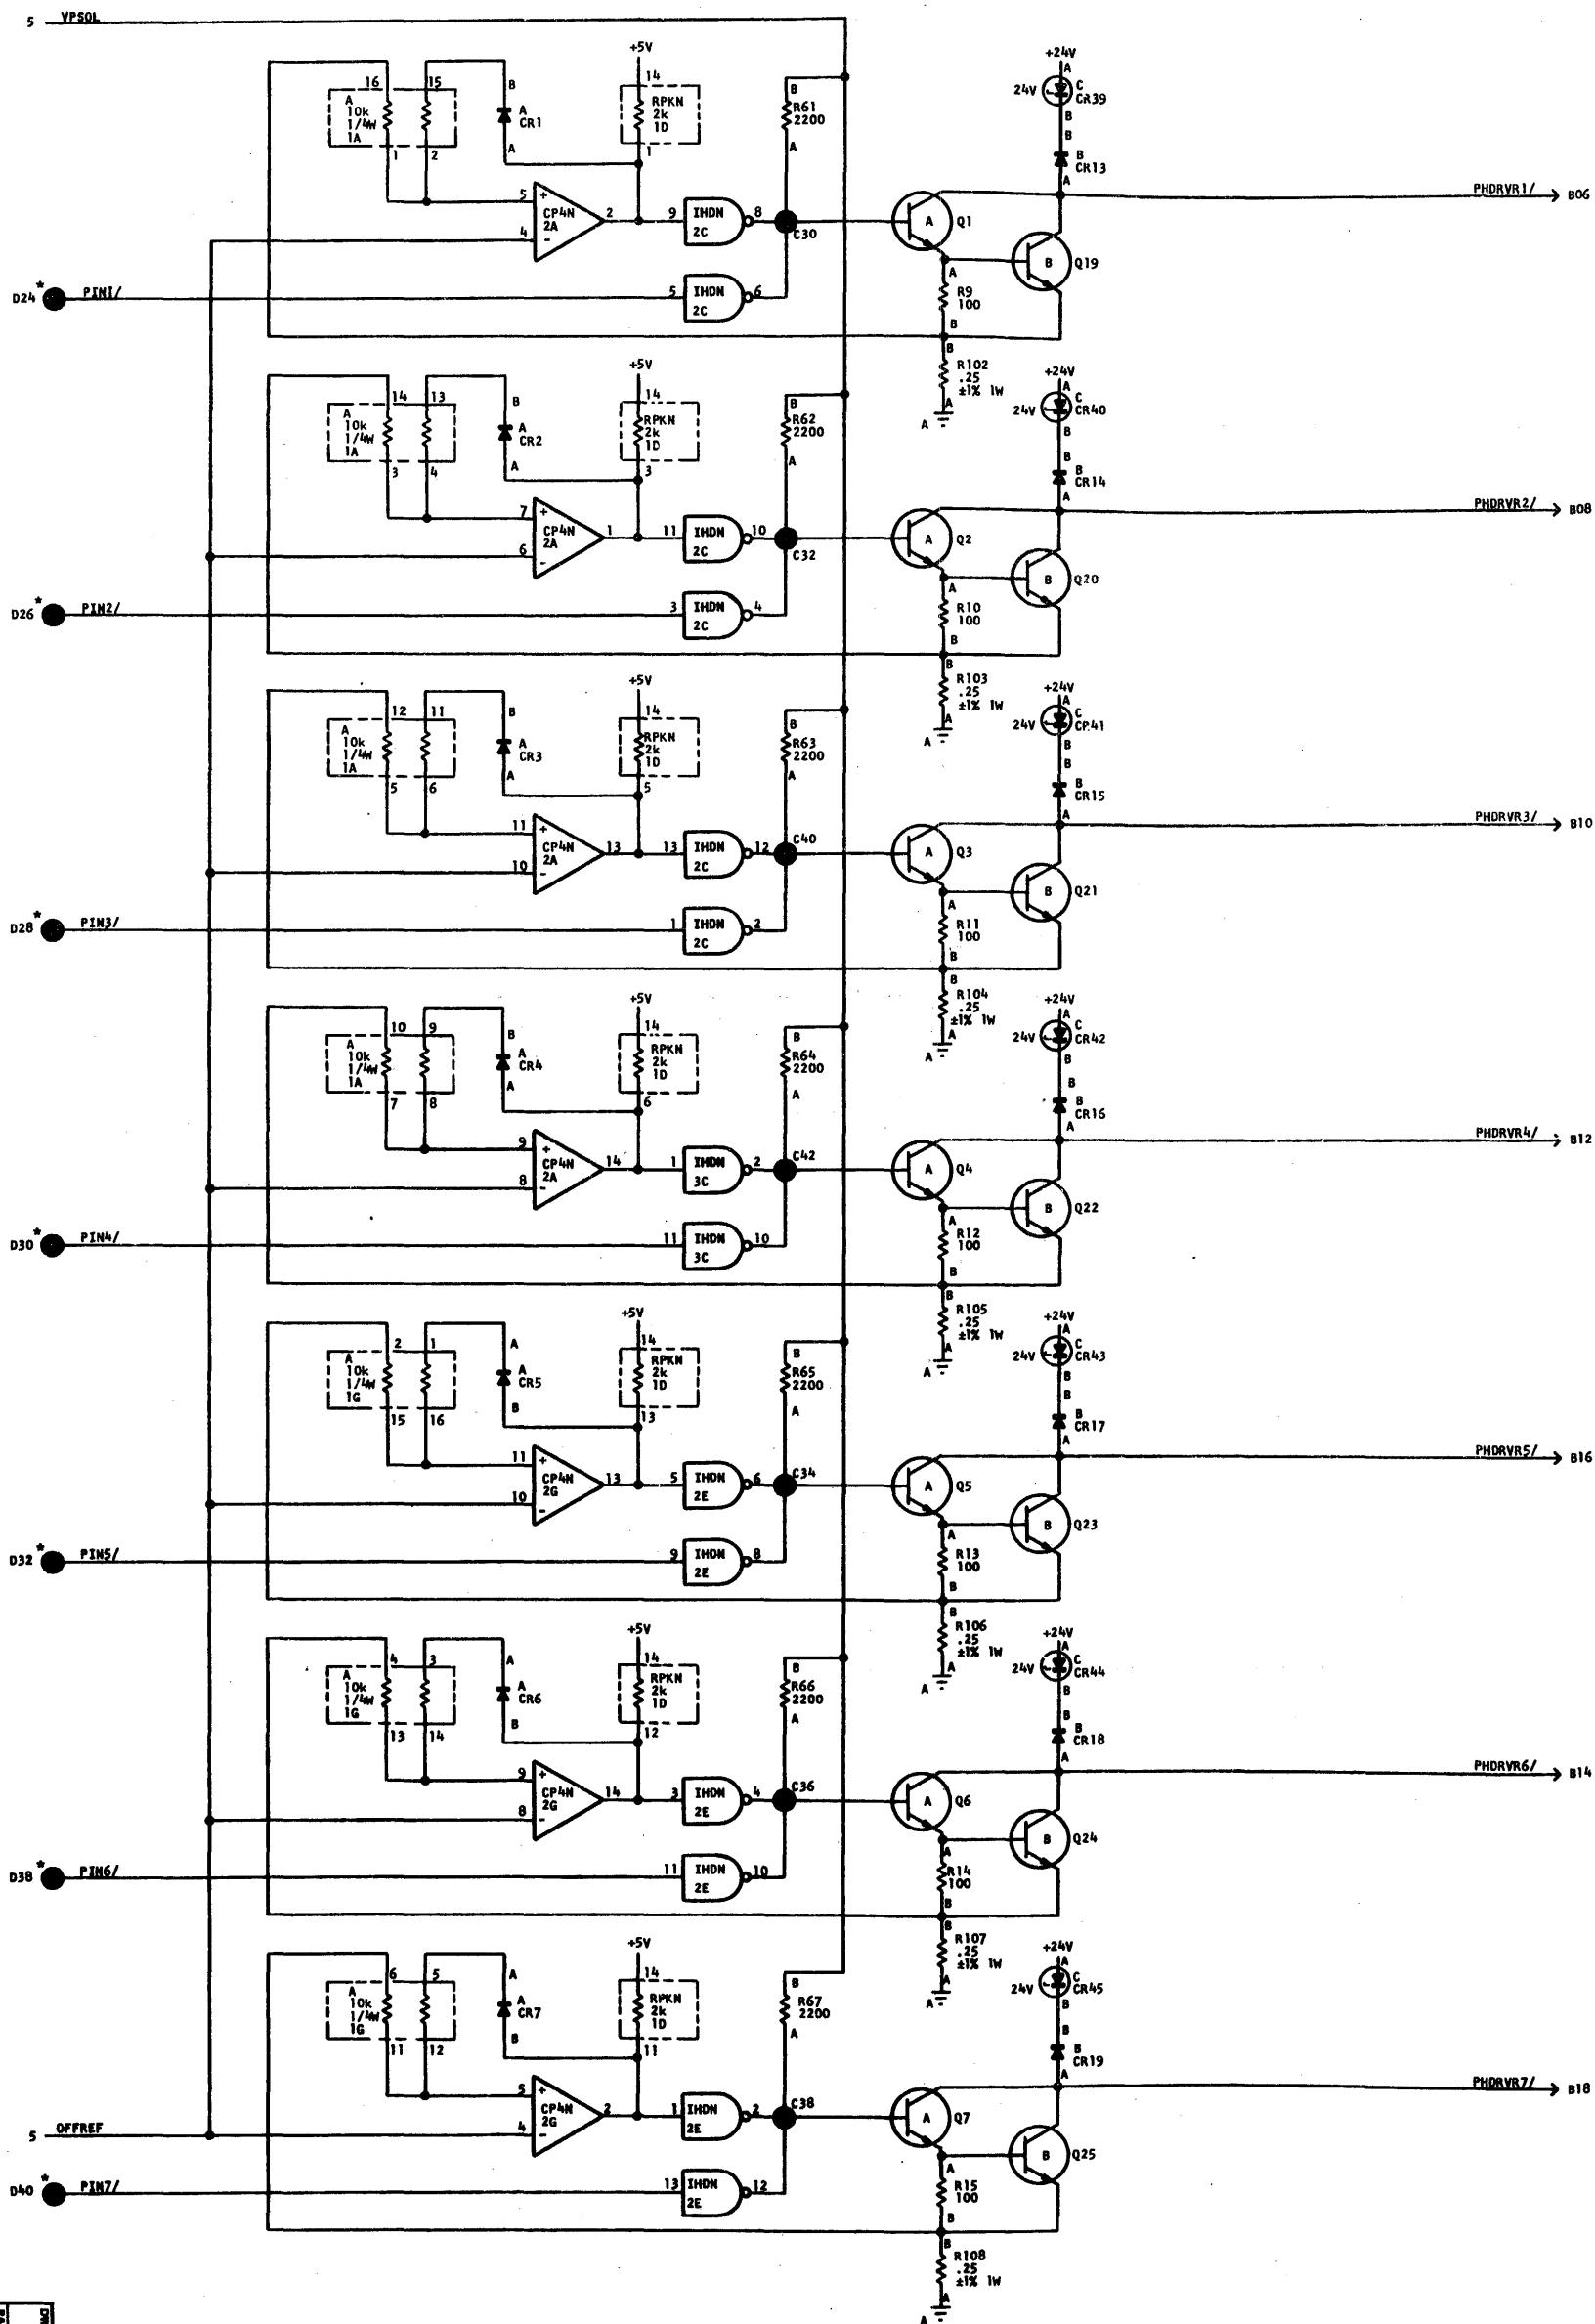 5 VPSOL
+5V
+24V
16 15 14
A
10k
1/4W
1A
B
A
CR1
A
RPKN
2k
1D
B
R61
2200
A
24V
A
C
CR39
B
B
B
CR13
A
1 2 1
5 + CP4N 2A 2
4 -
9 IHDN 2C 8
C30
A Q1
PHDRVR1/ B06
B Q19
D24 * PIN1/
5 IHDN 2C 6
A
R9
100
B
B
R102
.25
±1% 1W
A
A
+5V
+24V
14 13 14
A
10k
1/4W
1A
B
A
CR2
A
RPKN
2k
1D
B
R62
2200
A
24V
A
C
CR40
B
B
B
CR14
A
3 4 3
7 + CP4N 2A 1
6 -
11 IHDN 2C 10
C32
A Q2
PHDRVR2/ B08
B Q20
D26 * PIN2/
3 IHDN 2C 4
A
R10
100
B
B
R103
.25
±1% 1W
A
A
+5V
+24V
12 11 14
A
10k
1/4W
1A
B
A
CR3
A
RPKN
2k
1D
B
R63
2200
A
24V
A
C
CR41
B
B
B
CR15
A
5 6 5
11 + CP4N 2A 13
10 -
13 IHDN 2C 12
C40
A Q3
PHDRVR3/ B10
B Q21
D28 * PIN3/
1 IHDN 2C 2
A
R11
100
B
B
R104
.25
±1% 1W
A
A
+5V
+24V
10 9 14
A
10k
1/4W
1A
B
A
CR4
A
RPKN
2k
1D
B
R64
2200
A
24V
A
C
CR42
B
B
B
CR16
A
7 8 6
9 + CP4N 2A 14
8 -
1 IHDN 3C 2
C42
A Q4
PHDRVR4/ B12
B Q22
D30 * PIN4/
11 IHDN 3C 10
A
R12
100
B
B
R105
.25
±1% 1W
A
A
+5V
+24V
2 1 14
A
10k
1/4W
1G
A
A
CR5
B
RPKN
2k
1D
B
R65
2200
A
24V
A
C
CR43
B
B
B
CR17
A
15 16 13
11 + CP4N 2G 13
10 -
5 IHDN 2E 6
C34
A Q5
PHDRVR5/ B16
B Q23
D32 * PIN5/
9 IHDN 2E 8
A
R13
100
B
B
R106
.25
±1% 1W
A
A
+5V
+24V
4 3 14
A
10k
1/4W
1G
A
A
CR6
B
RPKN
2k
1D
B
R66
2200
A
24V
A
C
CR44
B
B
B
CR18
A
13 14 12
9 + CP4N 2G 14
8 -
3 IHDN 2E 4
C36
A Q6
PHDRVR6/ B14
B Q24
D38 * PIN6/
11 IHDN 2E 10
A
R14
100
B
B
R107
.25
±1% 1W
A
A
+5V
+24V
6 5 14
A
10k
1/4W
1G
A
A
CR7
B
RPKN
2k
1D
B
R67
2200
A
24V
A
C
CR45
B
B
B
CR19
A
11 12 11
5 + CP4N 2G 2
4 -
1 IHDN 2E 2
C38
A Q7
PHDRVR7/ B18
B Q25
5 OFFREF
D40 * PIN7/
13 IHDN 2E 12
A
R15
100
B
B
R108
.25
±1% 1W
A
A